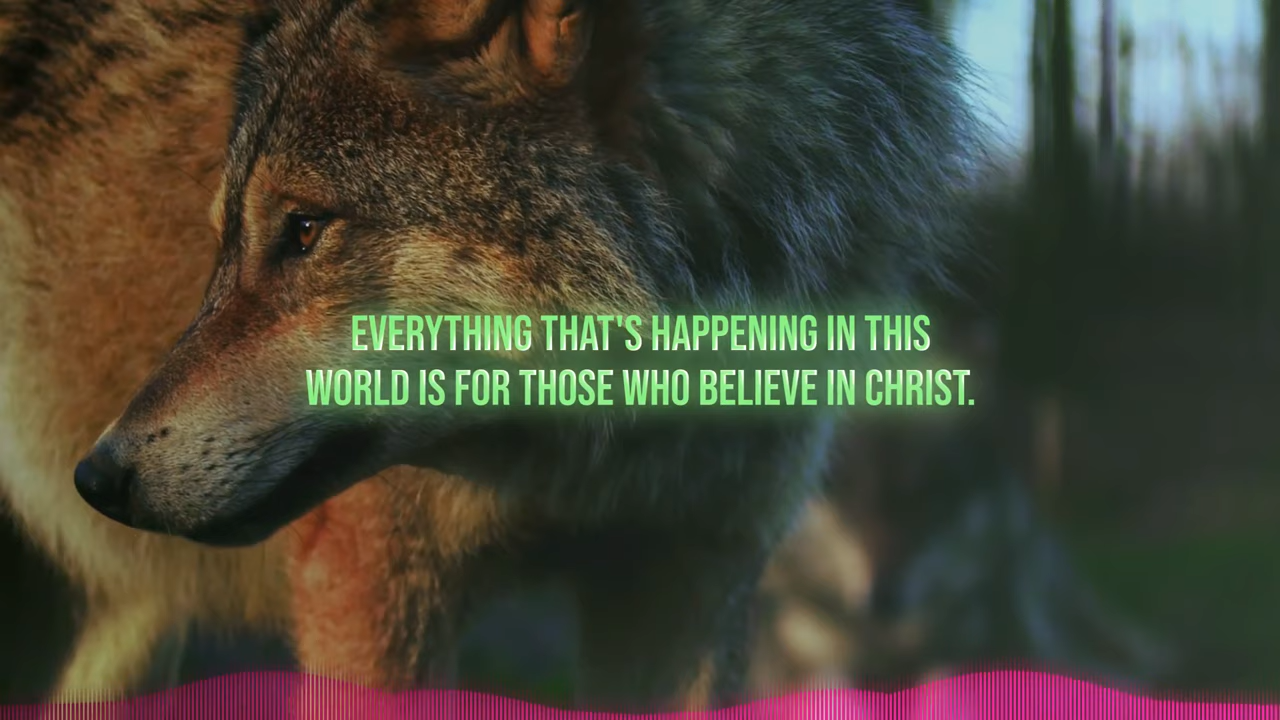 EVERYTHING THAT'S HAPPENING IN THIS
WORLD IS FOR THOSE WHO BELIEVE IN CHRIST.